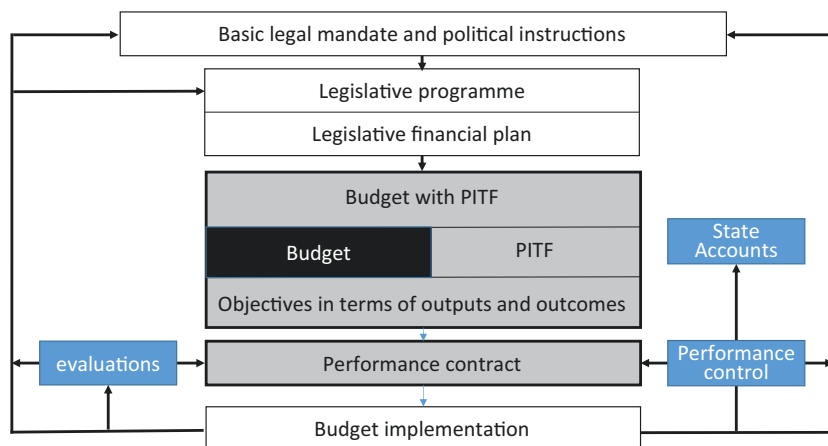 Basic legal mandate and political instructions
Legislative programme
Legislative financial plan
Budget with PITF
Budget
PITF
State
Accounts
Objectives in terms of outputs and outcomes
evaluations
Performance contract
Performance
control
Budget implementation